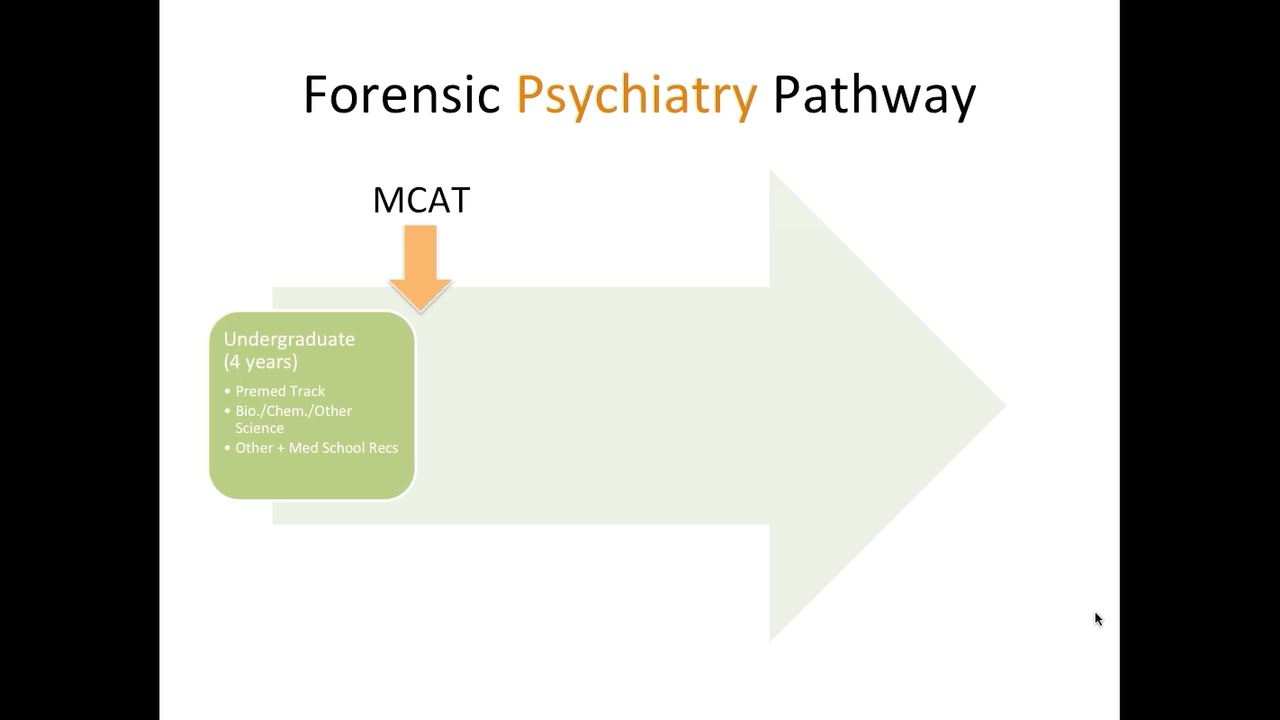 Forensic Psychiatry Pathway
MCAT
Undergraduate
(4 years)
• Premed Track
• Bio./Chem./Other
Science
• Other + Med School Recs